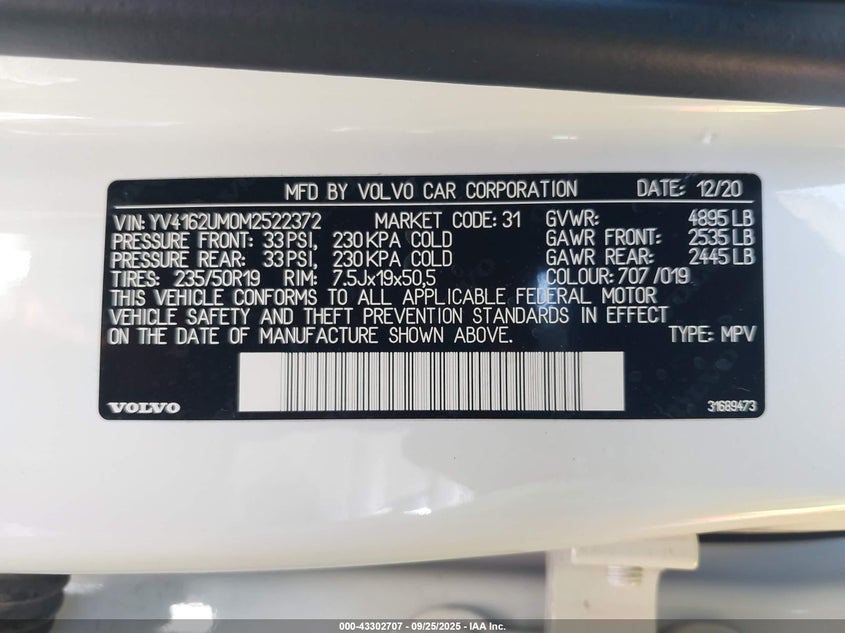 MFD BY VOLVO CAR CORPORATION DATE: 12/20
VIN: YV4162UM0M2522372 MARKET CODE: 31 GVWR: 4895 LB
PRESSURE FRONT: 33 PSI, 230 KPA COLD GAWR FRONT: 2535 LB
PRESSURE REAR: 33 PSI, 230 KPA COLD GAWR REAR: 2445 LB
TIRES: 235/50R19 RIM: 7.5Jx19x50,5 COLOUR: 707 /019
THIS VEHICLE CONFORMS TO ALL APPLICABLE FEDERAL MOTOR
VEHICLE SAFETY AND THEFT PREVENTION STANDARDS IN EFFECT
ON THE DATE OF MANUFACTURE SHOWN ABOVE. TYPE: MPV
VOLVO 31689473
000-43302707 - 09/25/2025 - IAA Inc.